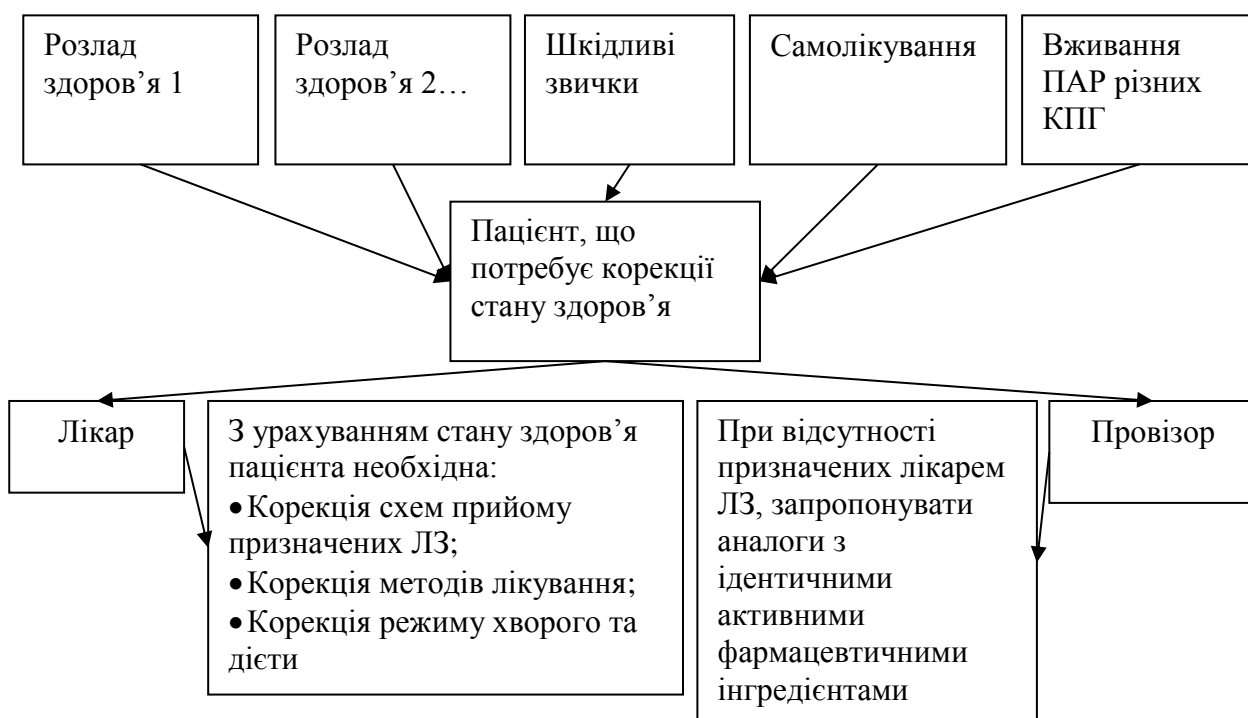 Розлад
здоров’я 1
Розлад
здоров’я 2…
Шкідливі
звички
Самолікування
Вживання
ПАР різних
КПГ
Пацієнт, що
потребує корекції
стану здоров’я
Лікар
З урахуванням стану здоров’я
пацієнта необхідна:
• Корекція схем прийому
призначених ЛЗ;
• Корекція методів лікування;
• Корекція режиму хворого та
дієти
При відсутності
призначених лікарем
ЛЗ, запропонувати
аналоги з
ідентичними
активними
фармацевтичними
інгредієнтами
Провізор